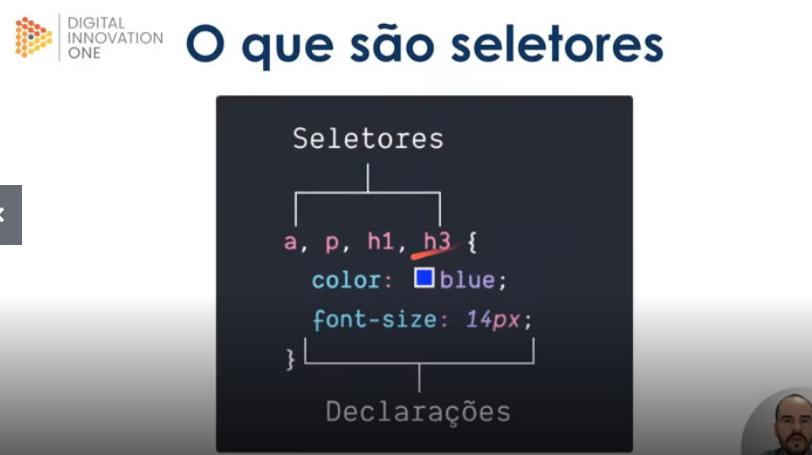 DIGITAL
INNOVATION
ONE
O que são seletores
Seletores
a, p, h1, h3 {
color: blue;
font-size: 14px;
}
Declarações